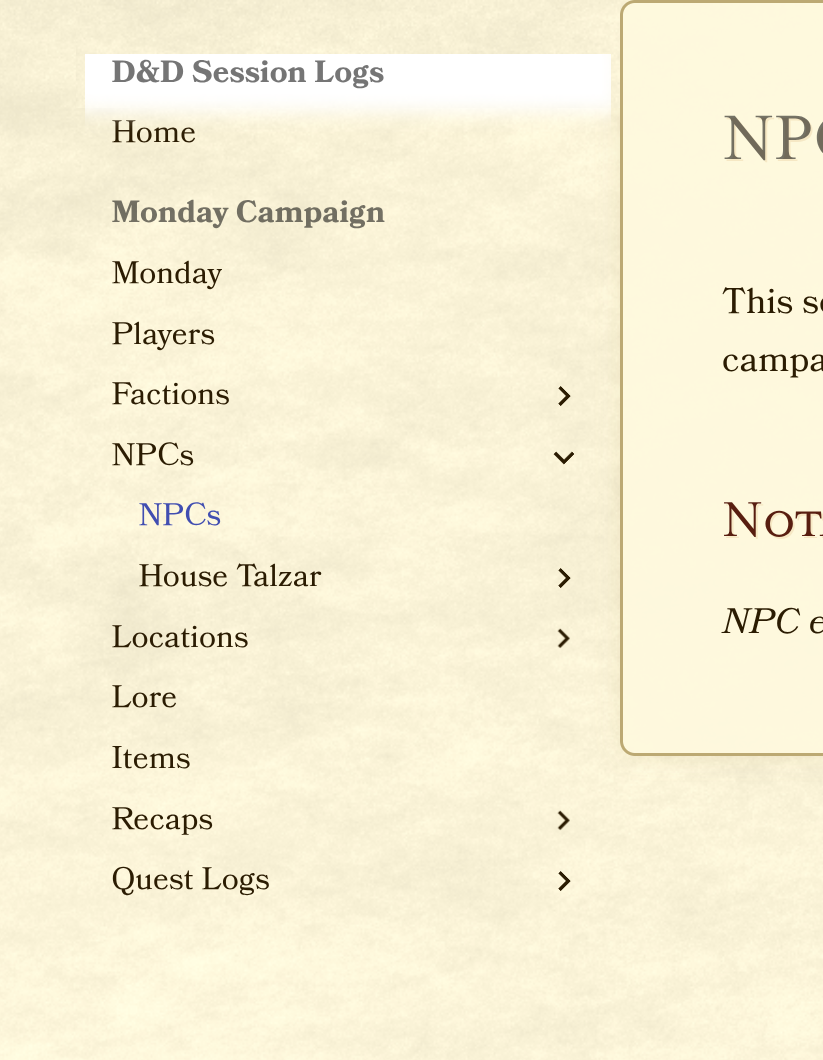 D&D Session Logs
Home
Monday Campaign
Monday
Players
Factions
NPCs
NPCs
House Talzar
Locations
Lore
Items
Recaps
Quest Logs
This
NPC